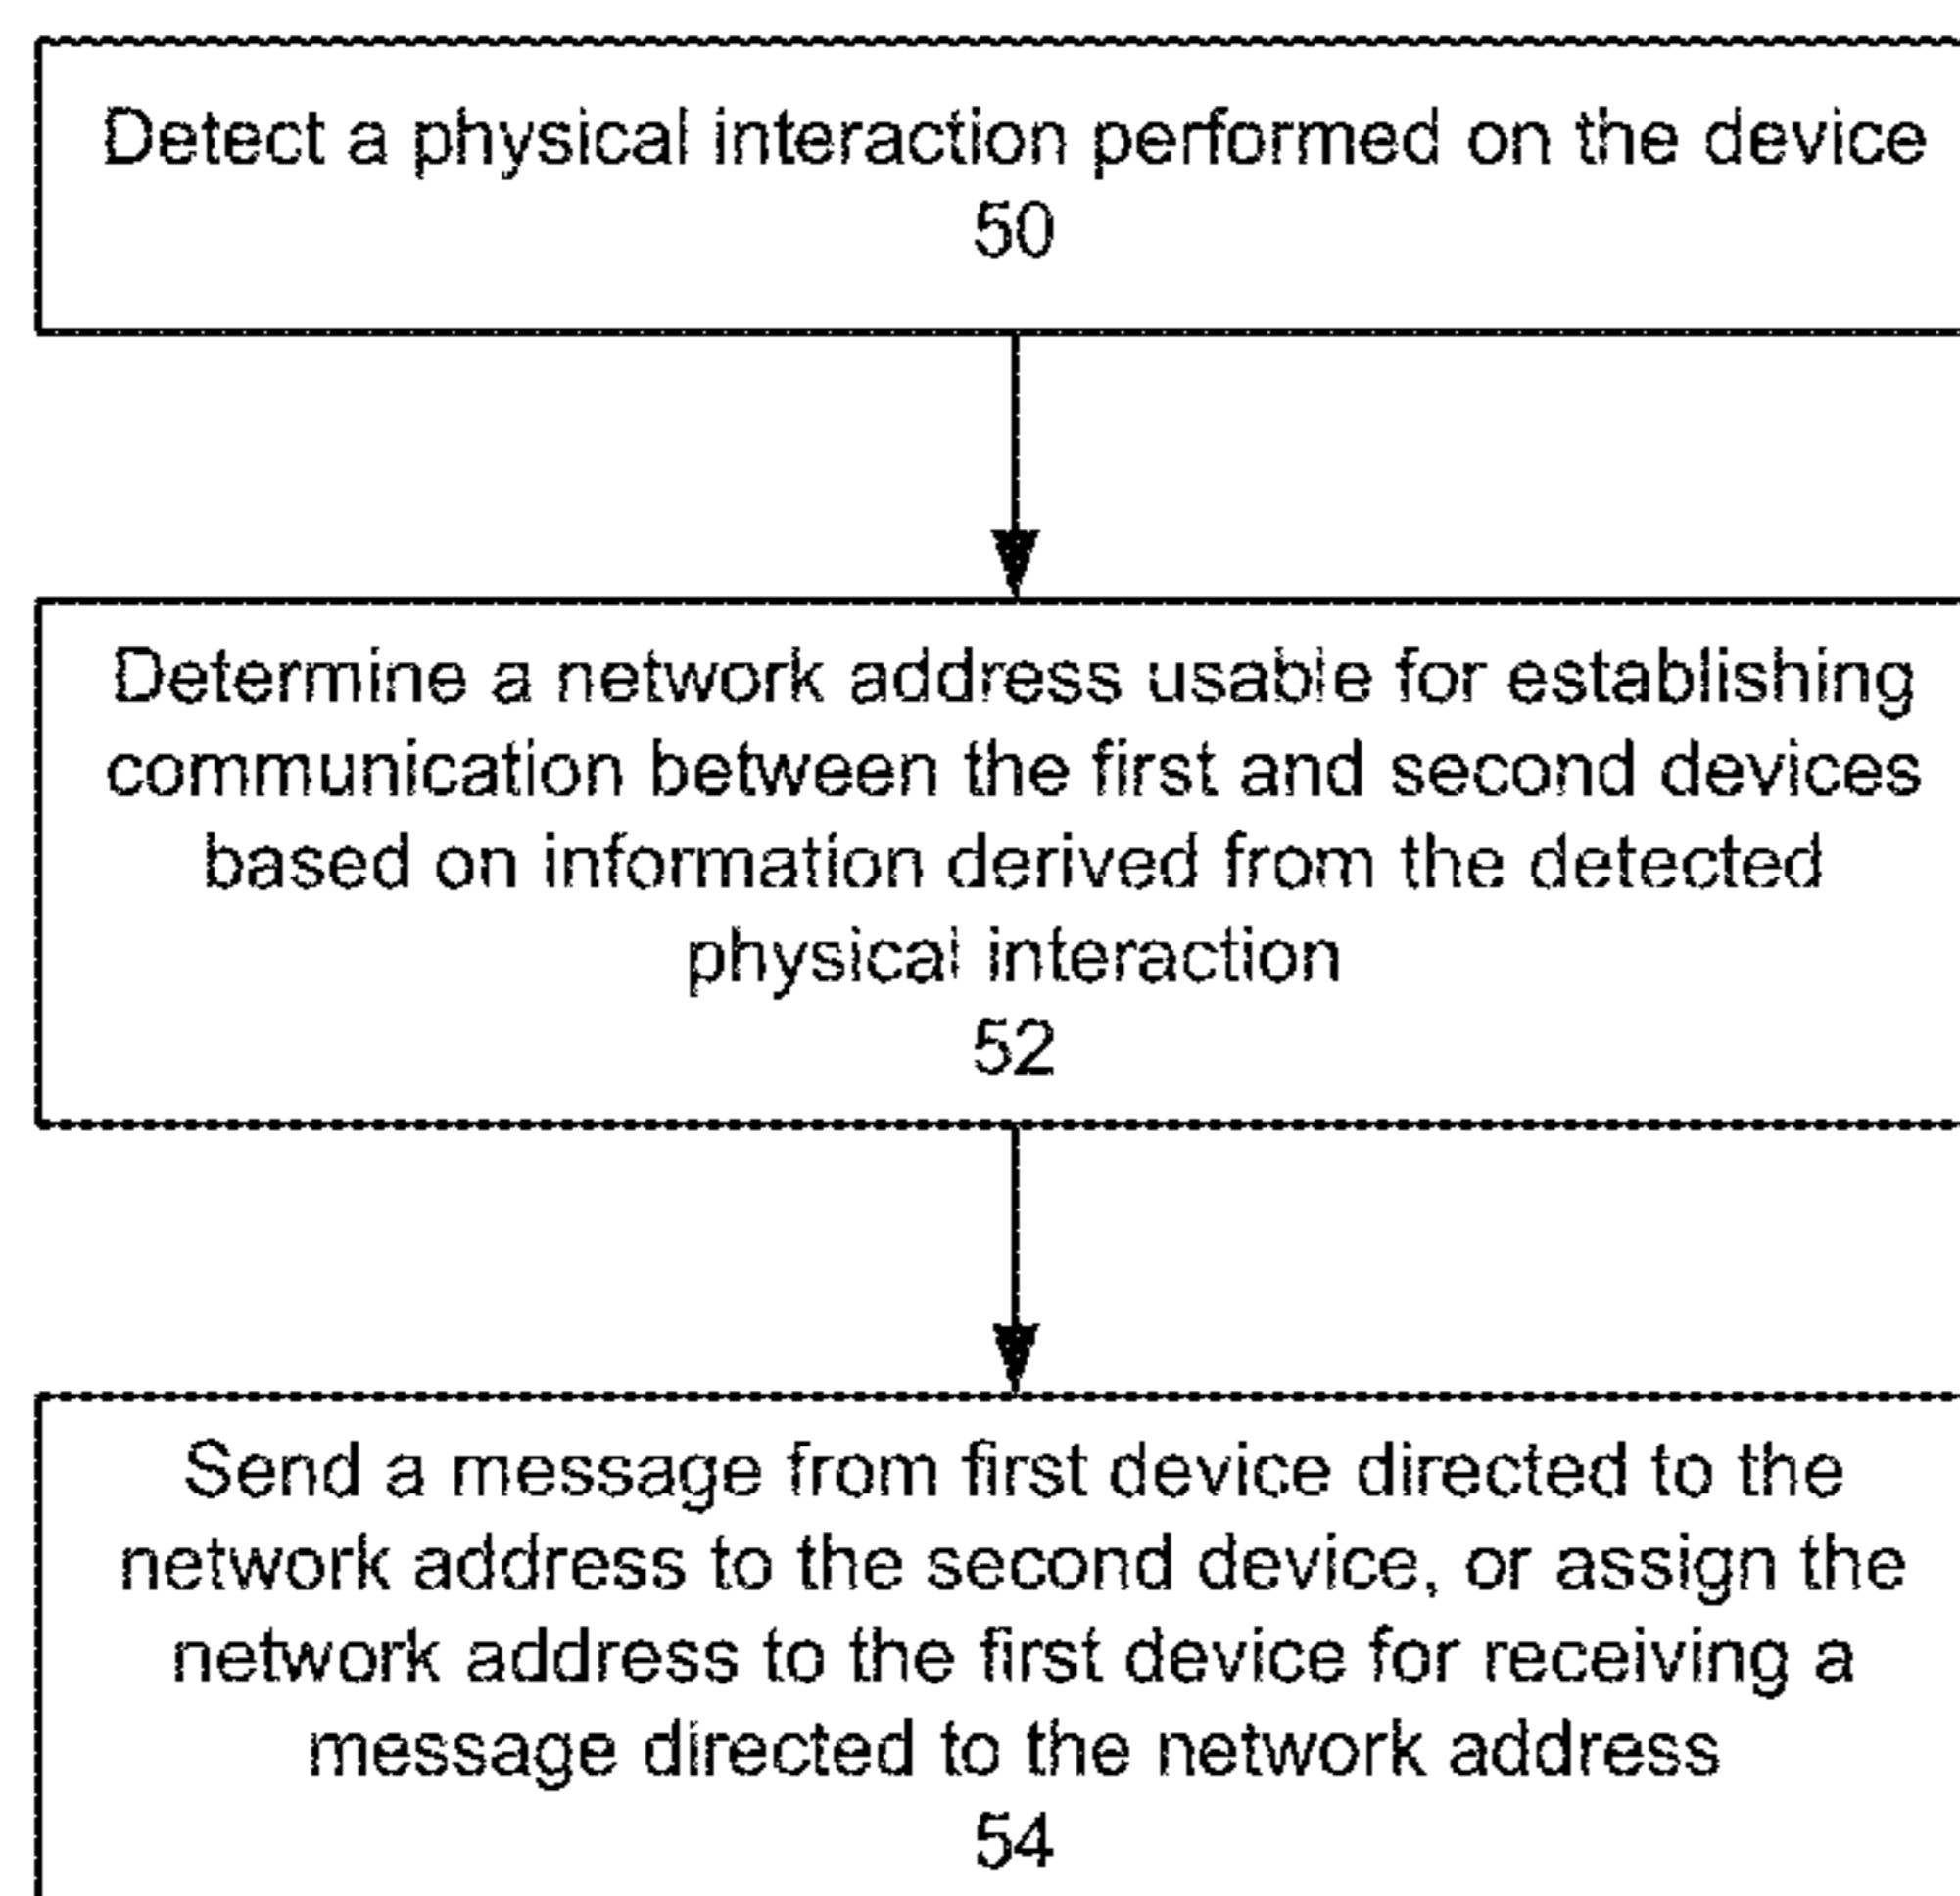 Detect a physical interaction performed on the device
50
Determine a network address usable for establishing
communication between the first and second devices
based on information derived from the detected
physical interaction
52
Send a message from first device directed to the
network address to the second device, or assign the
network address to the first device for receiving a
message directed to the network address
54